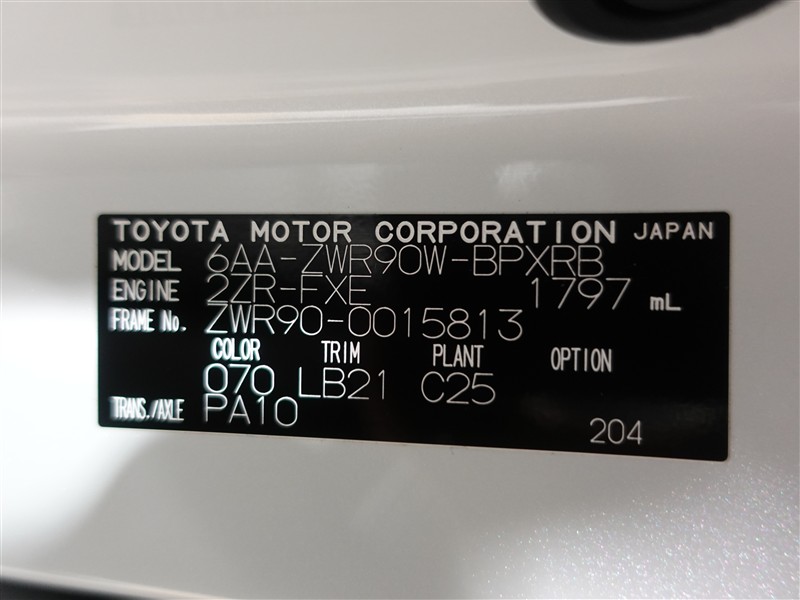 TOYOTA MOTOR CORPORATION JAPAN
MODEL 6AA-ZWR90W-BPXRB
ENGINE 2ZR-FXE 1797 mL
FRAME No. ZWR90-0015813
COLOR TRIM PLANT OPTION
070 LB21 C25
TRANS./AXLE PA10
204